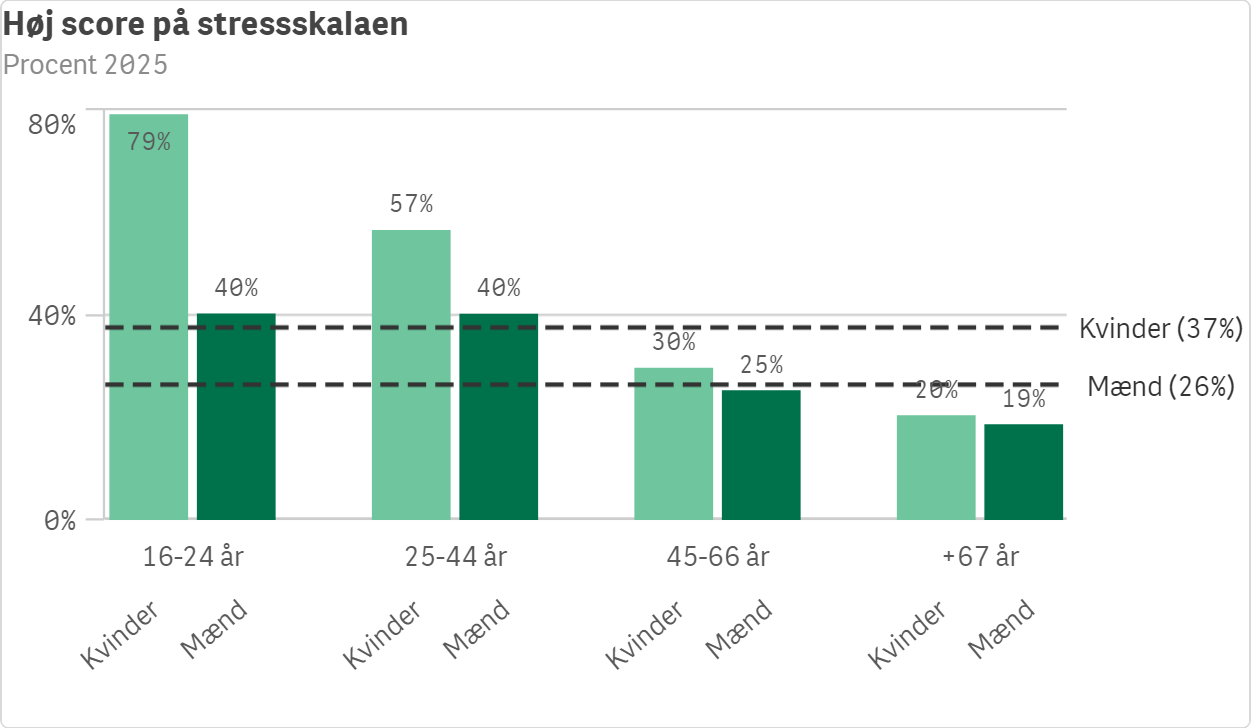 Høj score på stressskalaen
Procent 2025
80%
79%
57%
40%
40%
40%
Kvinder (37%)
30%
25%
Mænd (26%)
20%
19%
0%
16-24 år
25-44 år
45-66 år
+67 år
Kvinder
Mænd
Kvinder
Mænd
Kvinder
Mænd
Kvinder
Mænd